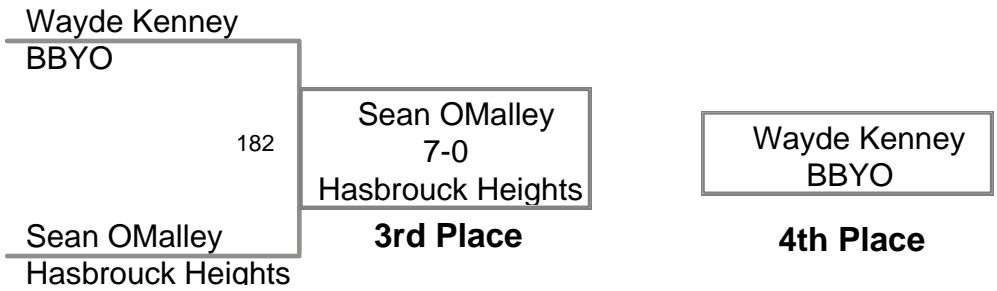 Wayde Kenney
BBYO
182
Sean OMalley
7-0
Hasbrouck Heights
3rd Place
Wayde Kenney
BBYO
4th Place
Sean OMalley
Hasbrouck Heights